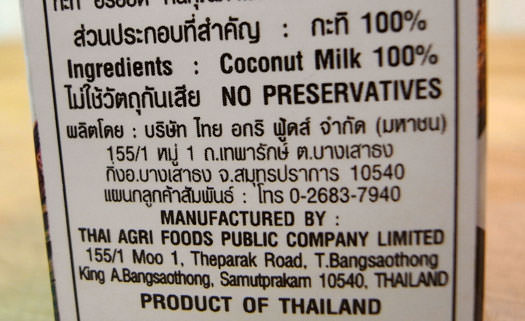 ส่วนประกอบที่สำคัญ : กะทิ 100%
Ingredients : Coconut Milk 100%
ไม่ใช้วัตถุกันเสีย NO PRESERVATIVES
ผลิตโดย : บริษัท ไทย อกริ ฟู้ดส์ จำกัด (มหาชน)
155/1 หมู่ 1 ถ.เทพารักษ์ ต.บางเสาธง
กิ่งอ.บางเสาธง จ.สมุทรปราการ 10540
แผนกลูกค้าสัมพันธ์ : โทร 0-2683-7940
MANUFACTURED BY :
THAI AGRI FOODS PUBLIC COMPANY LIMITED
155/1 Moo 1, Theparak Road, T.Bangsaothong
King A.Bangsaothong, Samutprakarn 10540, THAILAND
PRODUCT OF THAILAND